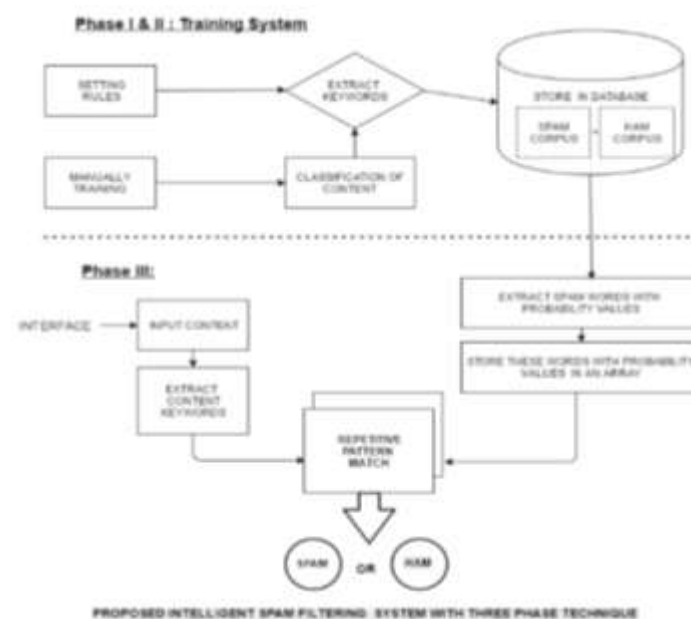 Phase I & II : Training System
SETTING
RULES
EXTRACT
KEYWORDS
STORE IN DATABASE
SPAM
CORPUS
HAM
CORPUS
MANUALLY
TRAINING
CLASSIFICATION OF
CONTENT
Phase III:
INTERFACE
INPUT CONTENT
EXTRACT
CONTENT
KEYWORDS
EXTRACT SPAM WORDS WITH
PROBABILITY VALUES
STORE THESE WORDS WITH PROBABILITY
VALUES IN AN ARRAY
REPETITIVE
PATTERN
MATCH
SPAM
OR
HAM
PROPOSED INTELLIGENT SPAM FILTERING SYSTEM WITH THREE PHASE TECHNIQUE